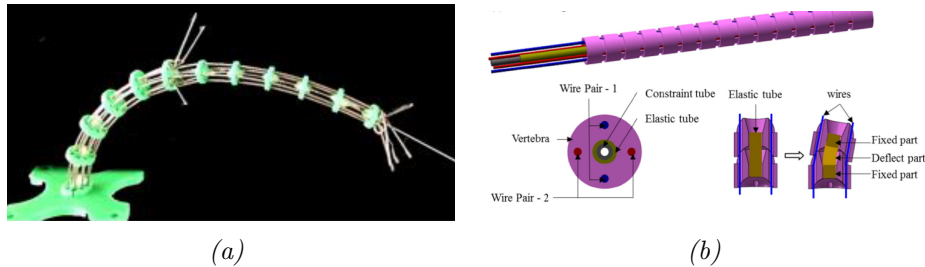 Wire Pair - 1
Constraint tube
Elastic tube
Vertebra
Wire Pair - 2
Elastic tube
wires
Fixed part
Deflect part
Fixed part
(a)
(b)